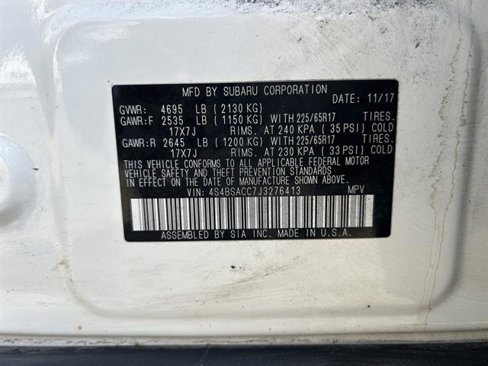 MFD BY SUBARU CORPORATION
GVWR: 4695 LB ( 2130 KG) DATE: 11/17
GAWR:F 2535 LB ( 1150 KG) WITH 225/65R17 TIRES.
17X7J RIMS. AT 240 KPA ( 35 PSI) COLD
GAWR:R 2645 LB ( 1200 KG) WITH 225/65R17 TIRES.
17X7J RIMS. AT 230 KPA ( 33 PSI) COLD
THIS VEHICLE CONFORMS TO ALL APPLICABLE FEDERAL MOTOR
VEHICLE SAFETY AND THEFT PREVENTION STANDARDS
IN EFFECT ON THE DATE OF MANUFACTURE SHOWN ABOVE.
VIN: 4S4BSACC7J3276413 MPV
ASSEMBLED BY SIA INC. MADE IN U.S.A.